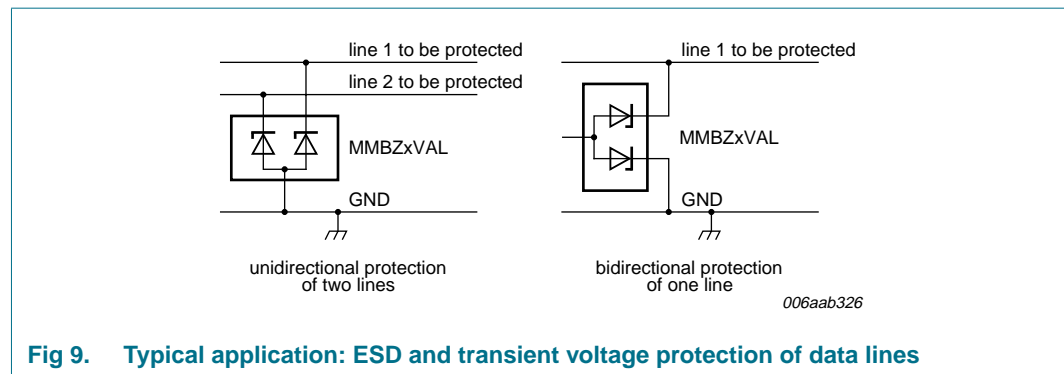 line 1 to be protected
line 2 to be protected
MMBZxVAL
GND
unidirectional protection
of two lines
line 1 to be protected
MMBZxVAL
GND
bidirectional protection
of one line
006aab326
Fig 9. Typical application: ESD and transient voltage protection of data lines